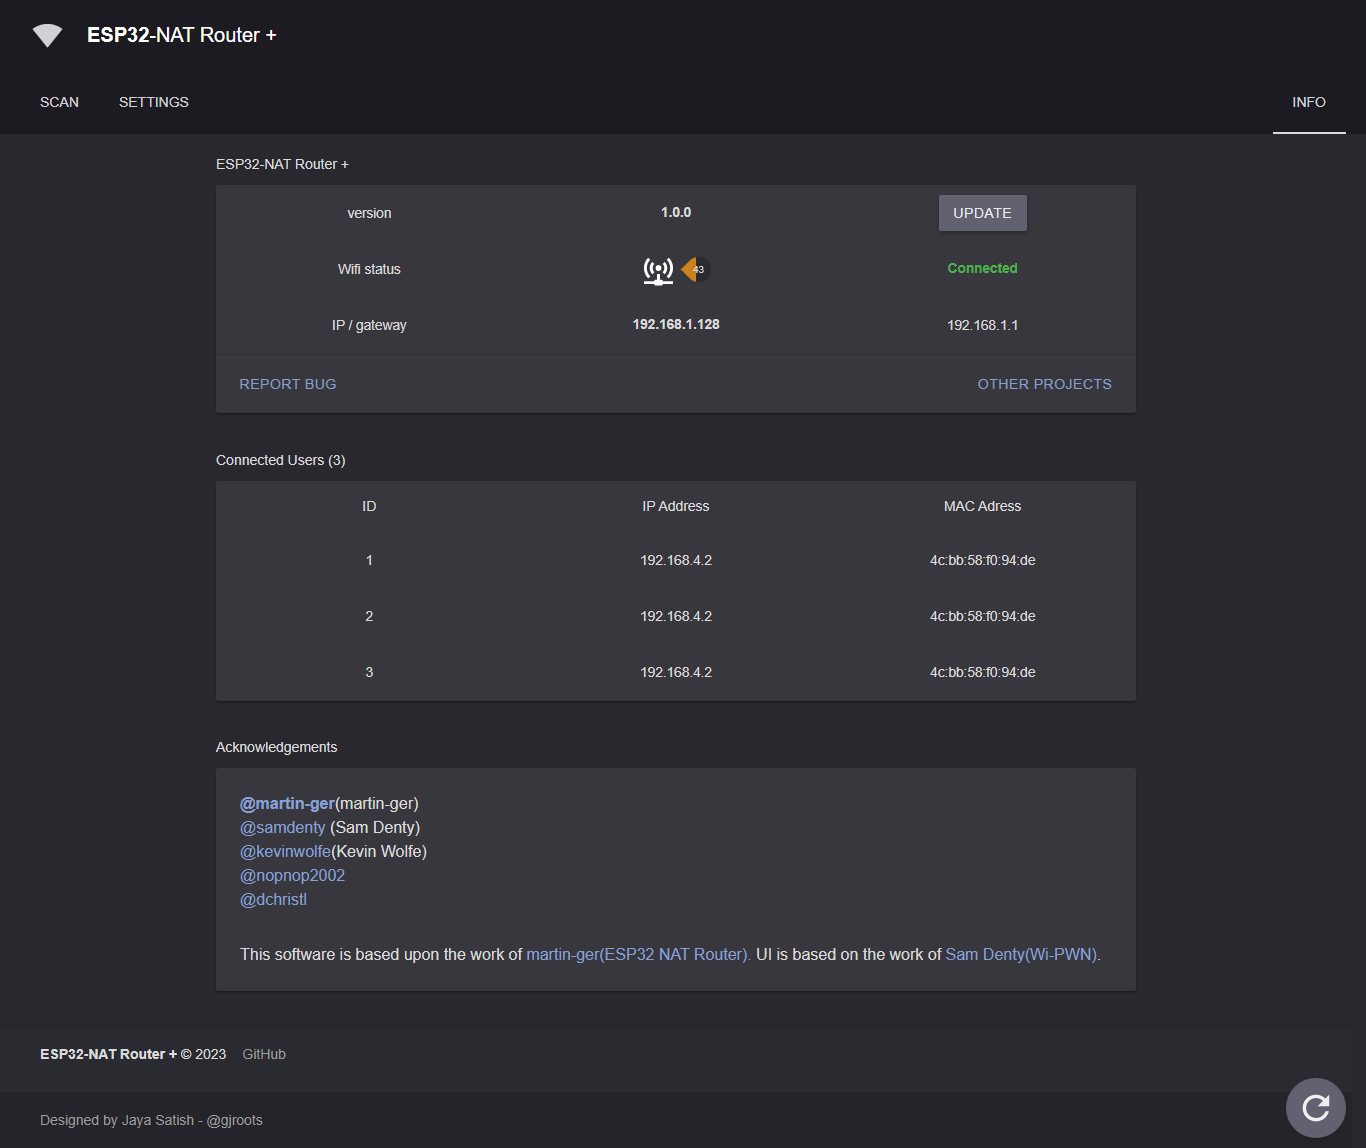 ESP32-NAT Router +
SCAN SETTINGS INFO
ESP32-NAT Router +
version 1.0.0 UPDATE
Wifi status 43 Connected
IP / gateway 192.168.1.128 192.168.1.1
REPORT BUG OTHER PROJECTS
Connected Users (3)
ID IP Address MAC Adress
1 192.168.4.2 4c:bb:58:f0:94:de
2 192.168.4.2 4c:bb:58:f0:94:de
3 192.168.4.2 4c:bb:58:f0:94:de
Acknowledgements
@martin-ger(martin-ger)
@samdenty (Sam Denty)
@kevinwolfe(Kevin Wolfe)
@nopnop2002
@dchristl
This software is based upon the work of martin-ger(ESP32 NAT Router). UI is based on the work of Sam Denty(Wi-PWN).
ESP32-NAT Router + © 2023 GitHub
Designed by Jaya Satish - @gjroots